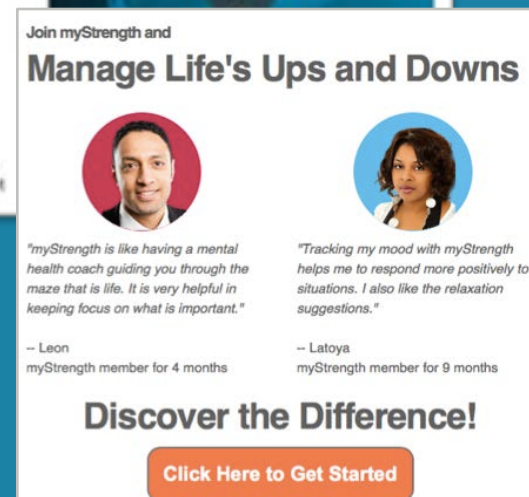 Join myStrength and
Manage Life's Ups and Downs
"myStrength is like having a mental
health coach guiding you through the
maze that is life. It is very helpful in
keeping focus on what is important."
-- Leon
myStrength member for 4 months
"Tracking my mood with myStrength
helps me to respond more positively to
situations. I also like the relaxation
suggestions."
-- Latoya
myStrength member for 9 months
Discover the Difference!
Click Here to Get Started